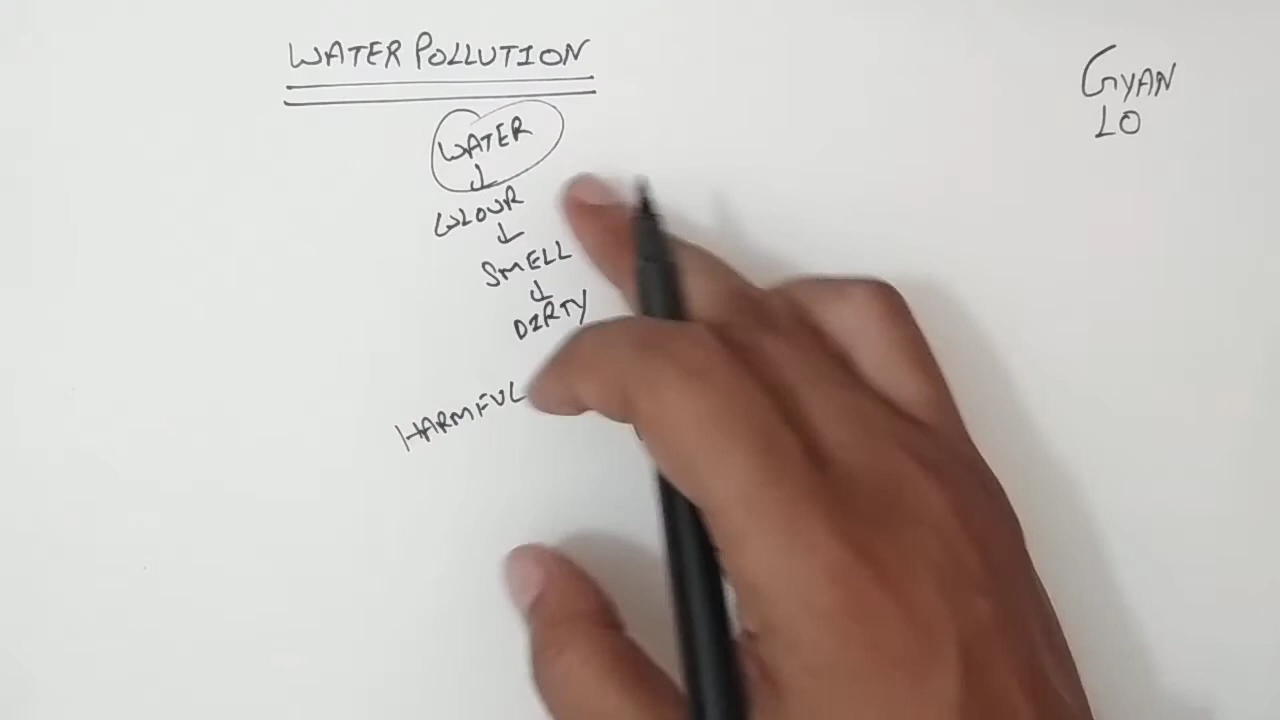 WATER POLLUTION
GYAN
LO
WATER
COLOUR
SMELL
DIRTY
HARMFUL